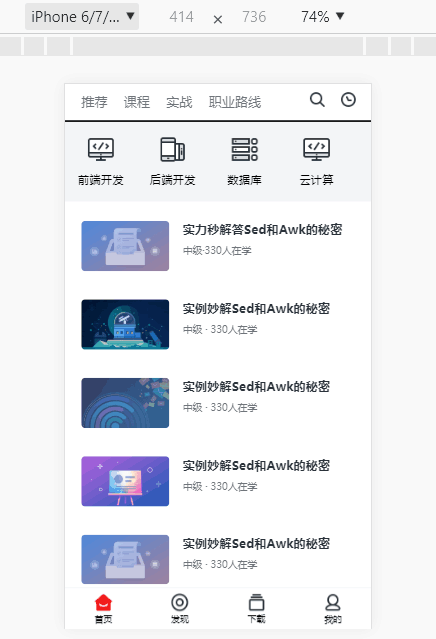 iPhone 6/7/... ▼ 414 × 736 74% ▼
推荐 课程 实战 职业路线
前端开发 后端开发 数据库 云计算
实力秒解答Sed和Awk的秘密
中级·330人在学
实例妙解Sed和Awk的秘密
中级 · 330人在学
实例妙解Sed和Awk的秘密
中级 · 330人在学
实例妙解Sed和Awk的秘密
中级 · 330人在学
实例妙解Sed和Awk的秘密
中级 · 330人在学
首页 发现 下载 我的